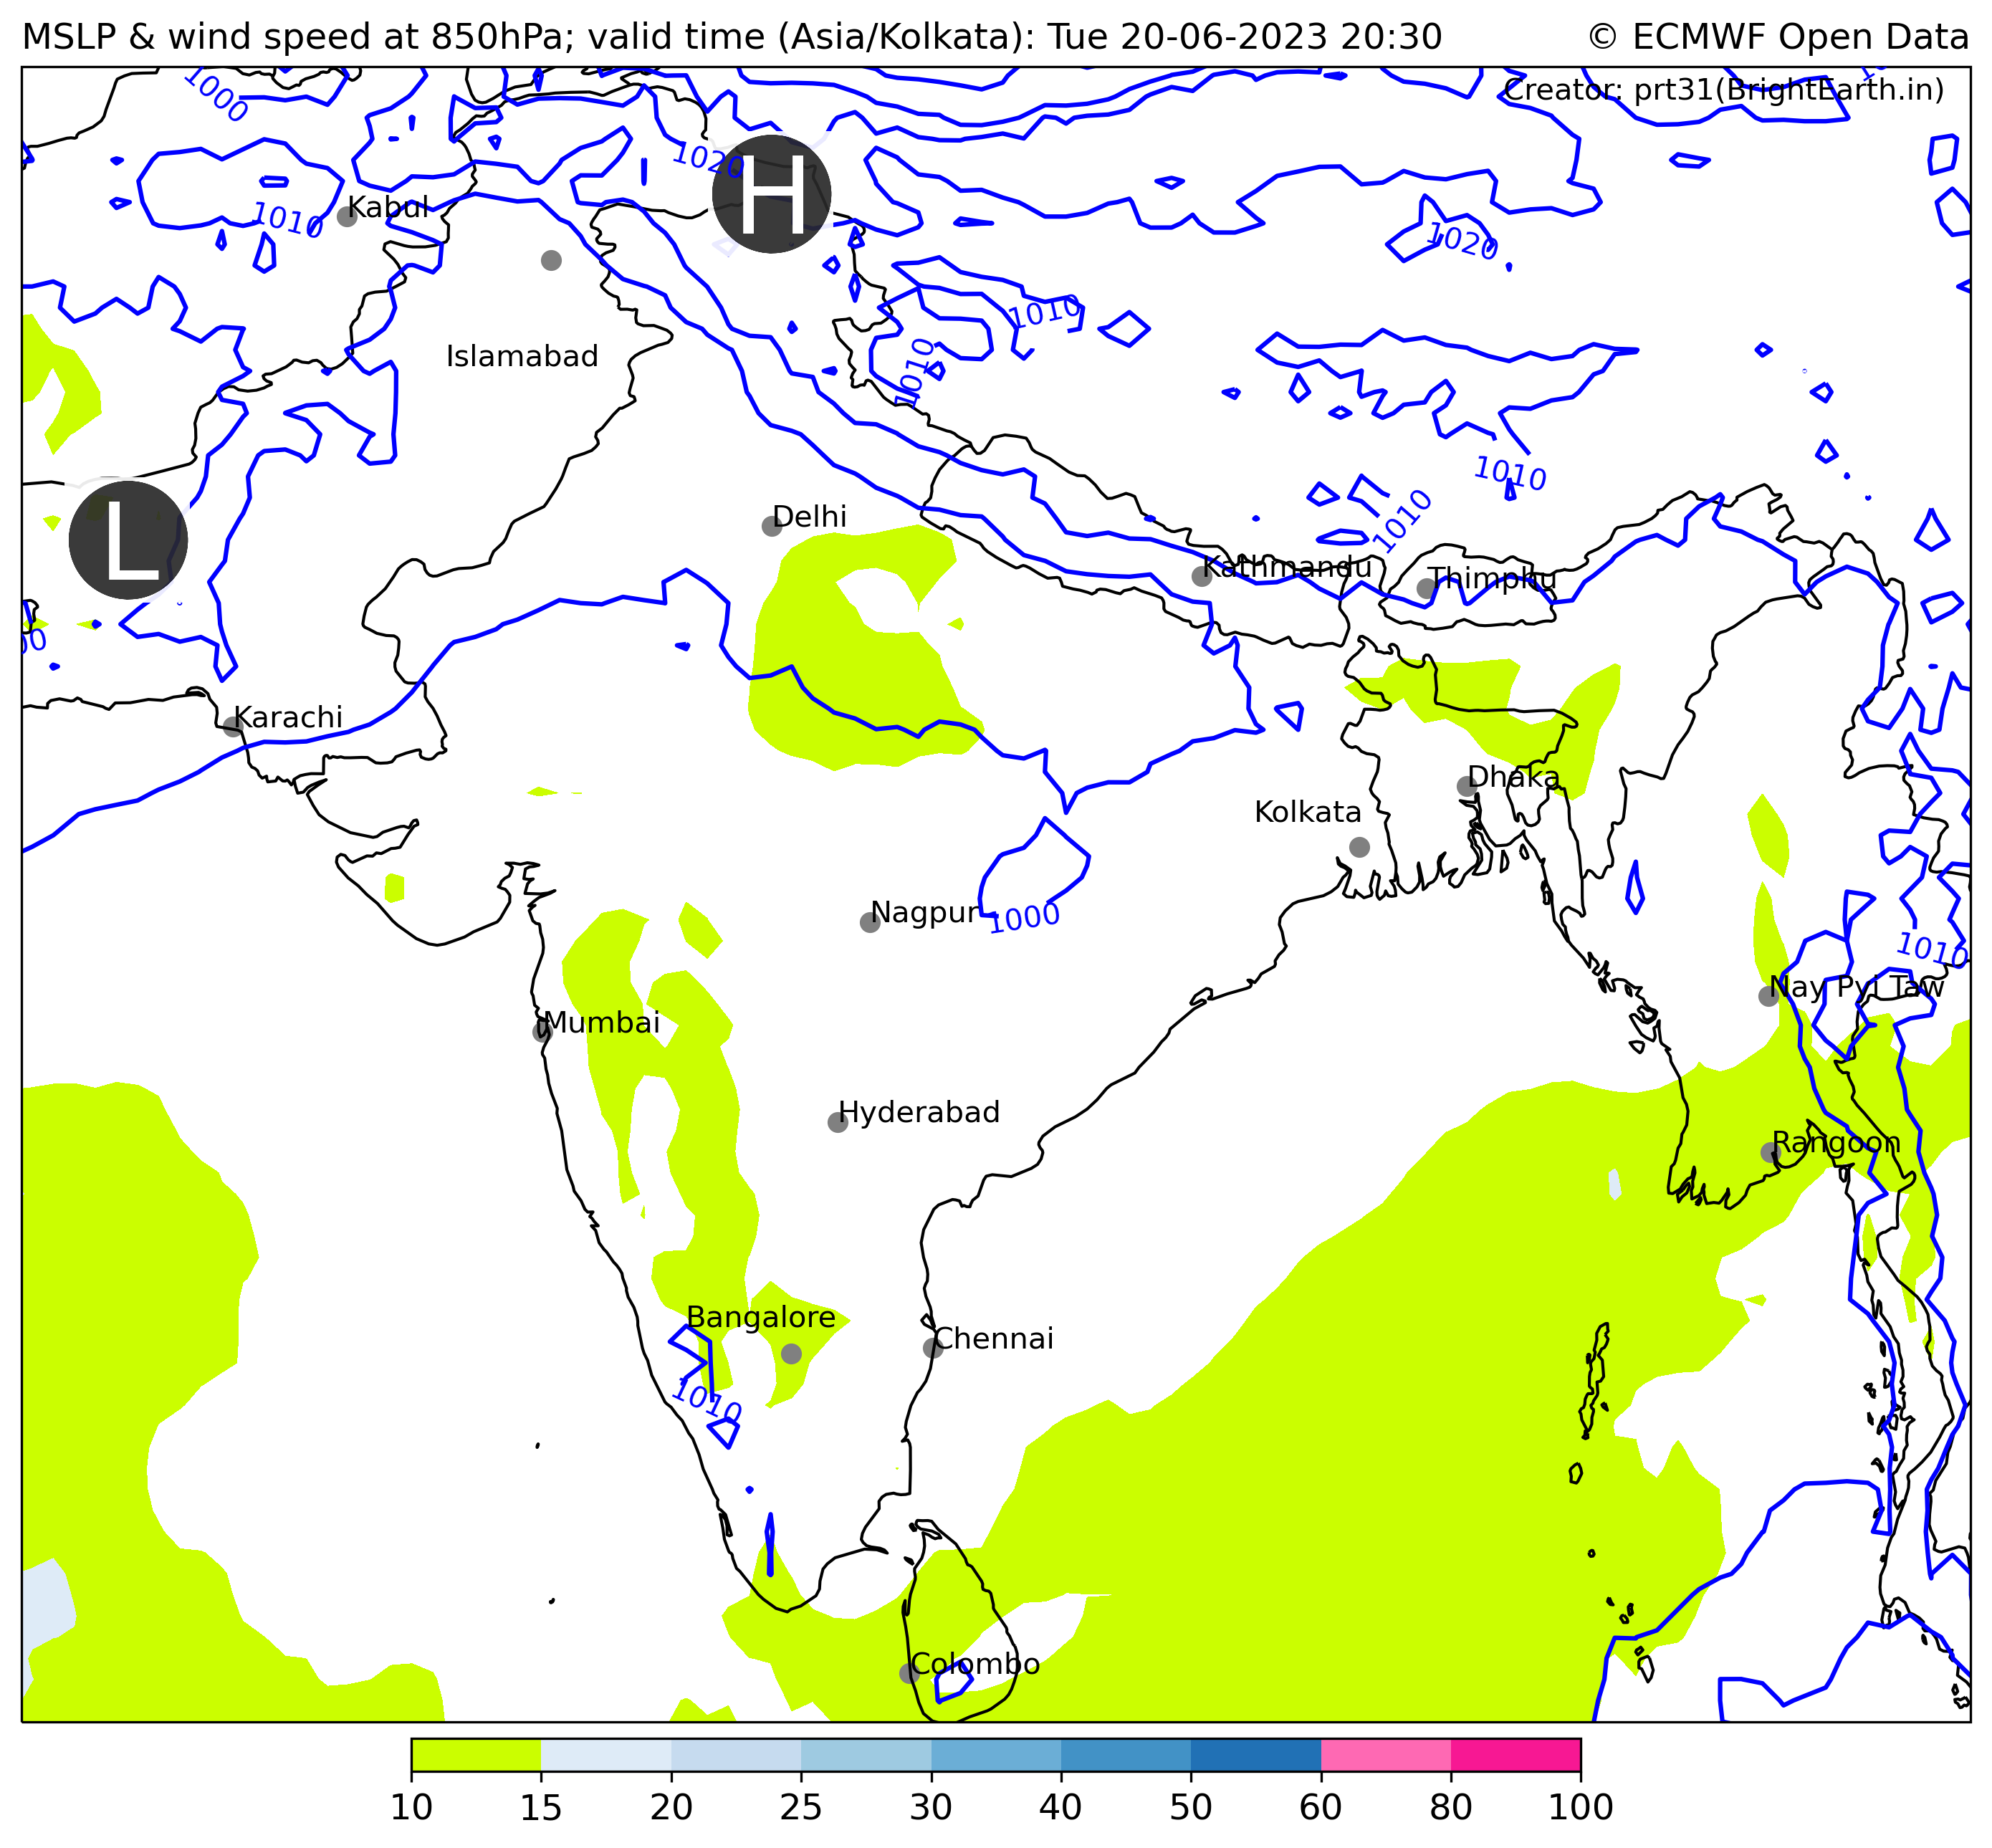 MSLP & wind speed at 850hPa; valid time (Asia/Kolkata): Tue 20-06-2023 20:30
© ECMWF Open Data
Creator: prt31(BrightEarth.in)
1000
1020
H
1010
Kabul
1020
1010
Islamabad
1010
1010
L
Delhi
1010
Kathmandu
Thimphu
Karachi
Dhaka
Kolkata
Nagpur
1000
1010
Nay Pyi Taw
Mumbai
Hyderabad
Rangoon
Bangalore
Chennai
1010
Colombo
10 15 20 25 30 40 50 60 80 100